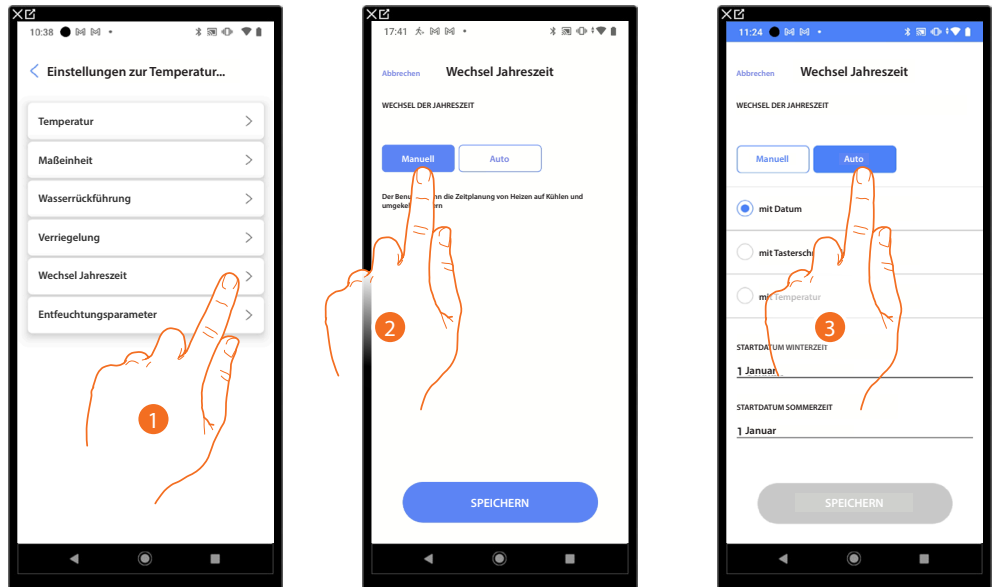 10:38
Einstellungen zur Temperatur...
Temperatur
Maßeinheit
Wasserrückführung
Verriegelung
Wechsel Jahreszeit
Entfeuchtungsparameter
1
17:41
Abbrechen Wechsel Jahreszeit
WECHSEL DER JAHRESZEIT
Manuell Auto
Der die Zeitplanung von Heizen auf Kühlen und
2
SPEICHERN
11:24
Abbrechen Wechsel Jahreszeit
WECHSEL DER JAHRESZEIT
Manuell Auto
mit Datum
mit
mit Temperatur
3
STARTDATUM WINTERZEIT
1 Januar
STARTDATUM SOMMERZEIT
1 Januar
SPEICHERN